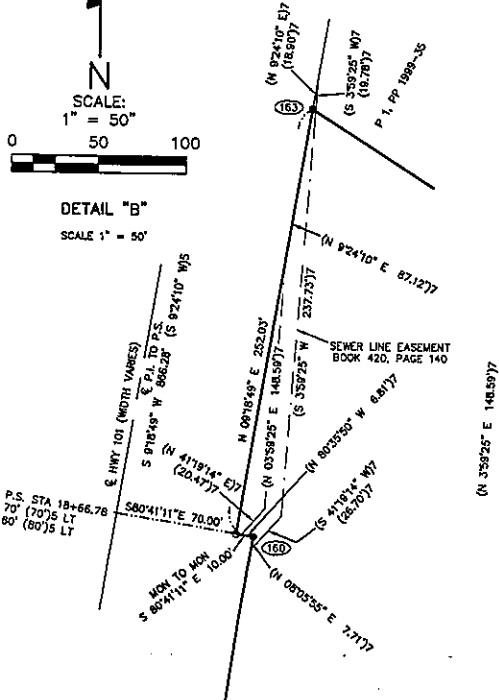 N
SCALE:
1" = 50"
0 50 100
DETAIL "B"
SCALE 1" = 50'
(N 9°24'10" E)7
(18.90')7
(S 3°59'25" W)7
(19.78')7
163
P 1, PP 1999-35
(N 9°24'10" E 87.12')7
N 09°18'49" E 252.03'
(N 03°59'25" E 148.59')7
(S 3°59'25" W 237.73')7
SEWER LINE EASEMENT
BOOK 420, PAGE 140
(N 3°59'25" E 148.59')7
℄ HWY 101 (WIDTH VARIES)
℄ P.I. TO P.S.
S 9°18'49" W 866.28' (S 9°24'10" W)5
(N 80°35'50" W 6.81')7
(N 41°19'14" E)7
(20.47')7
(S 41°19'14" W)7
(26.70')7
P.S. STA 18+66.78
70' (70')5 LT
60' (80')5 LT
S80°41'11"E 70.00'
160
MON TO MON
S 80°41'11" E 10.00'
(N 08°05'55" E 7.71')7